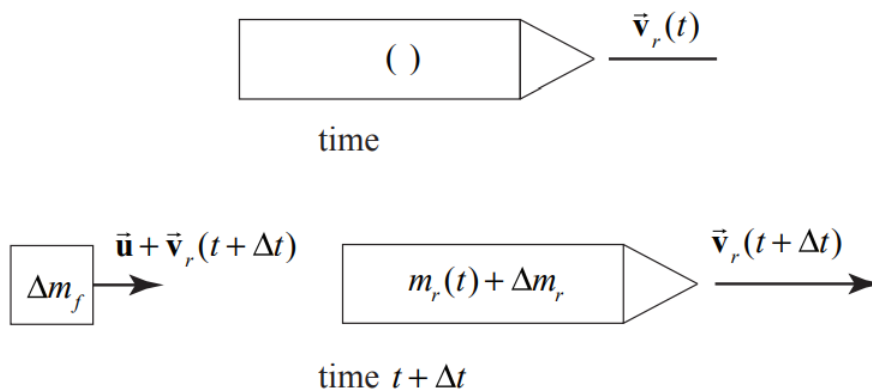 v⃗_r(t)
( )
time
u⃗ + v⃗_r(t + Δt)
v⃗_r(t + Δt)
Δm_f
m_r(t) + Δm_r
time t + Δt